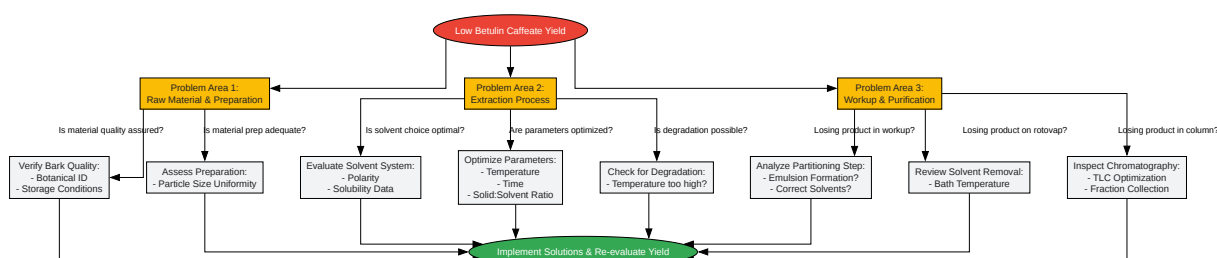 Low Betulin Caffeate Yield
Problem Area 1:
Raw Material & Preparation
Problem Area 2:
Extraction Process
Problem Area 3:
Workup & Purification
Is material quality assured?
Is material prep adequate?
Is solvent choice optimal?
Are parameters optimized?
Is degradation possible?
Losing product in workup?
Losing product on rotovap?
Losing product in column?
Verify Bark Quality:
- Botanical ID
- Storage Conditions
Assess Preparation:
- Particle Size Uniformity
Evaluate Solvent System:
- Polarity
- Solubility Data
Optimize Parameters:
- Temperature
- Time
- Solid:Solvent Ratio
Check for Degradation:
- Temperature too high?
Analyze Partitioning Step:
- Emulsion Formation?
- Correct Solvents?
Review Solvent Removal:
- Bath Temperature
Inspect Chromatography:
- TLC Optimization
- Fraction Collection
Implement Solutions & Re-evaluate Yield